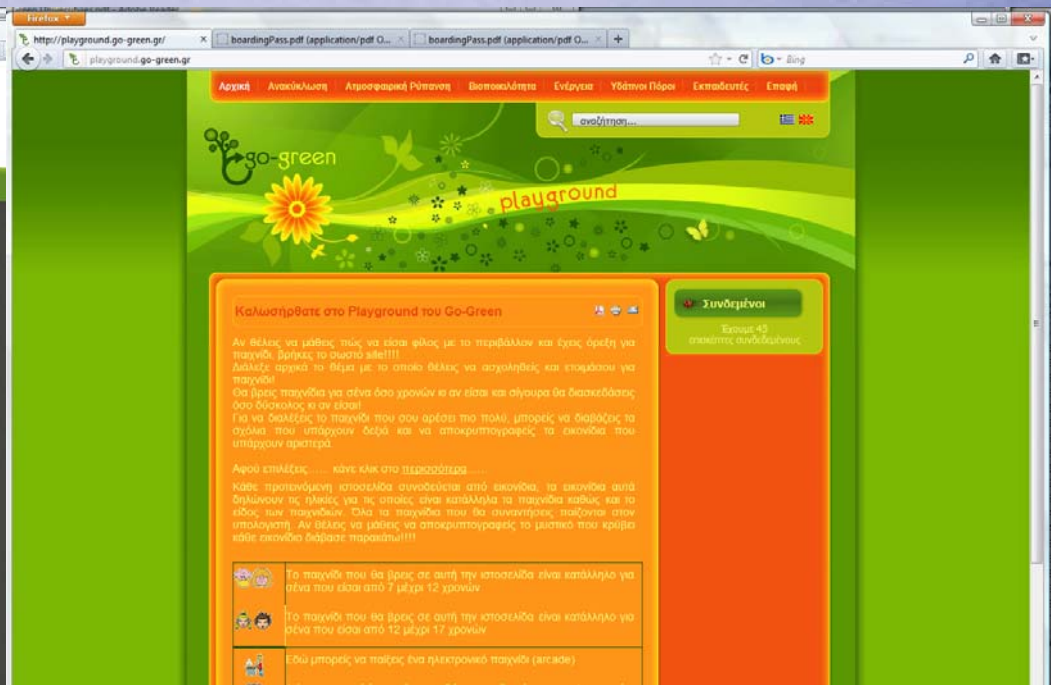 Firefox
http://playground.go-green.gr/
boardingPass.pdf (application/pdf O...
boardingPass.pdf (application/pdf O...
playground.go-green.gr
Bing
Αρχική Ανακύκλωση Ατμοσφαιρική Ρύπανση Βιοποικιλότητα Ενέργεια Υδάτινοι Πόροι Εκπαιδευτές Επαφή
αναζήτηση...
go-green
playground
Καλωσήρθατε στο Playground του Go-Green
Αν θέλεις να μάθεις πώς να είσαι φίλος με το περιβάλλον και έχεις όρεξη για
παιχνίδι, βρήκες το σωστό site!!!!
Διάλεξε αρχικά το θέμα με το οποίο θέλεις να ασχοληθείς και ετοιμάσου για
παιχνίδι!
Θα βρεις παιχνίδια για σένα όσο χρονών κι αν είσαι και σίγουρα θα διασκεδάσεις
όσο δύσκολος κι αν είσαι!
Για να διαλέξεις το παιχνίδι που σου αρέσει πιο πολύ, μπορείς να διαβάζεις τα
σχόλια που υπάρχουν δεξιά και να αποκρυπτογραφείς τα εικονίδια που
υπάρχουν αριστερά.
Αφού επιλέξεις...... κάνε κλικ στο περισσότερα......
Κάθε προτεινόμενη ιστοσελίδα συνοδεύεται από εικονίδια, τα εικονίδια αυτά
δηλώνουν τις ηλικίες για τις οποίες είναι κατάλληλα τα παιχνίδια καθώς και το
είδος των παιχνιδιών. Όλα τα παιχνίδια που θα συναντήσεις παίζονται στον
υπολογιστή. Αν θέλεις να μάθεις να αποκρυπτογραφείς το μυστικό που κρύβει
κάθε εικονίδιο διάβασε παρακάτω!!!!
Το παιχνίδι που θα βρεις σε αυτή την ιστοσελίδα είναι κατάλληλο για
σένα που είσαι από 7 μέχρι 12 χρονών
Το παιχνίδι που θα βρεις σε αυτή την ιστοσελίδα είναι κατάλληλο για
σένα που είσαι από 12 μέχρι 17 χρονών
Εδώ μπορείς να παίξεις ένα ηλεκτρονικό παιχνίδι (arcade)
Συνδεμένοι
Έχουμε 45
επισκέπτες συνδεδεμένους